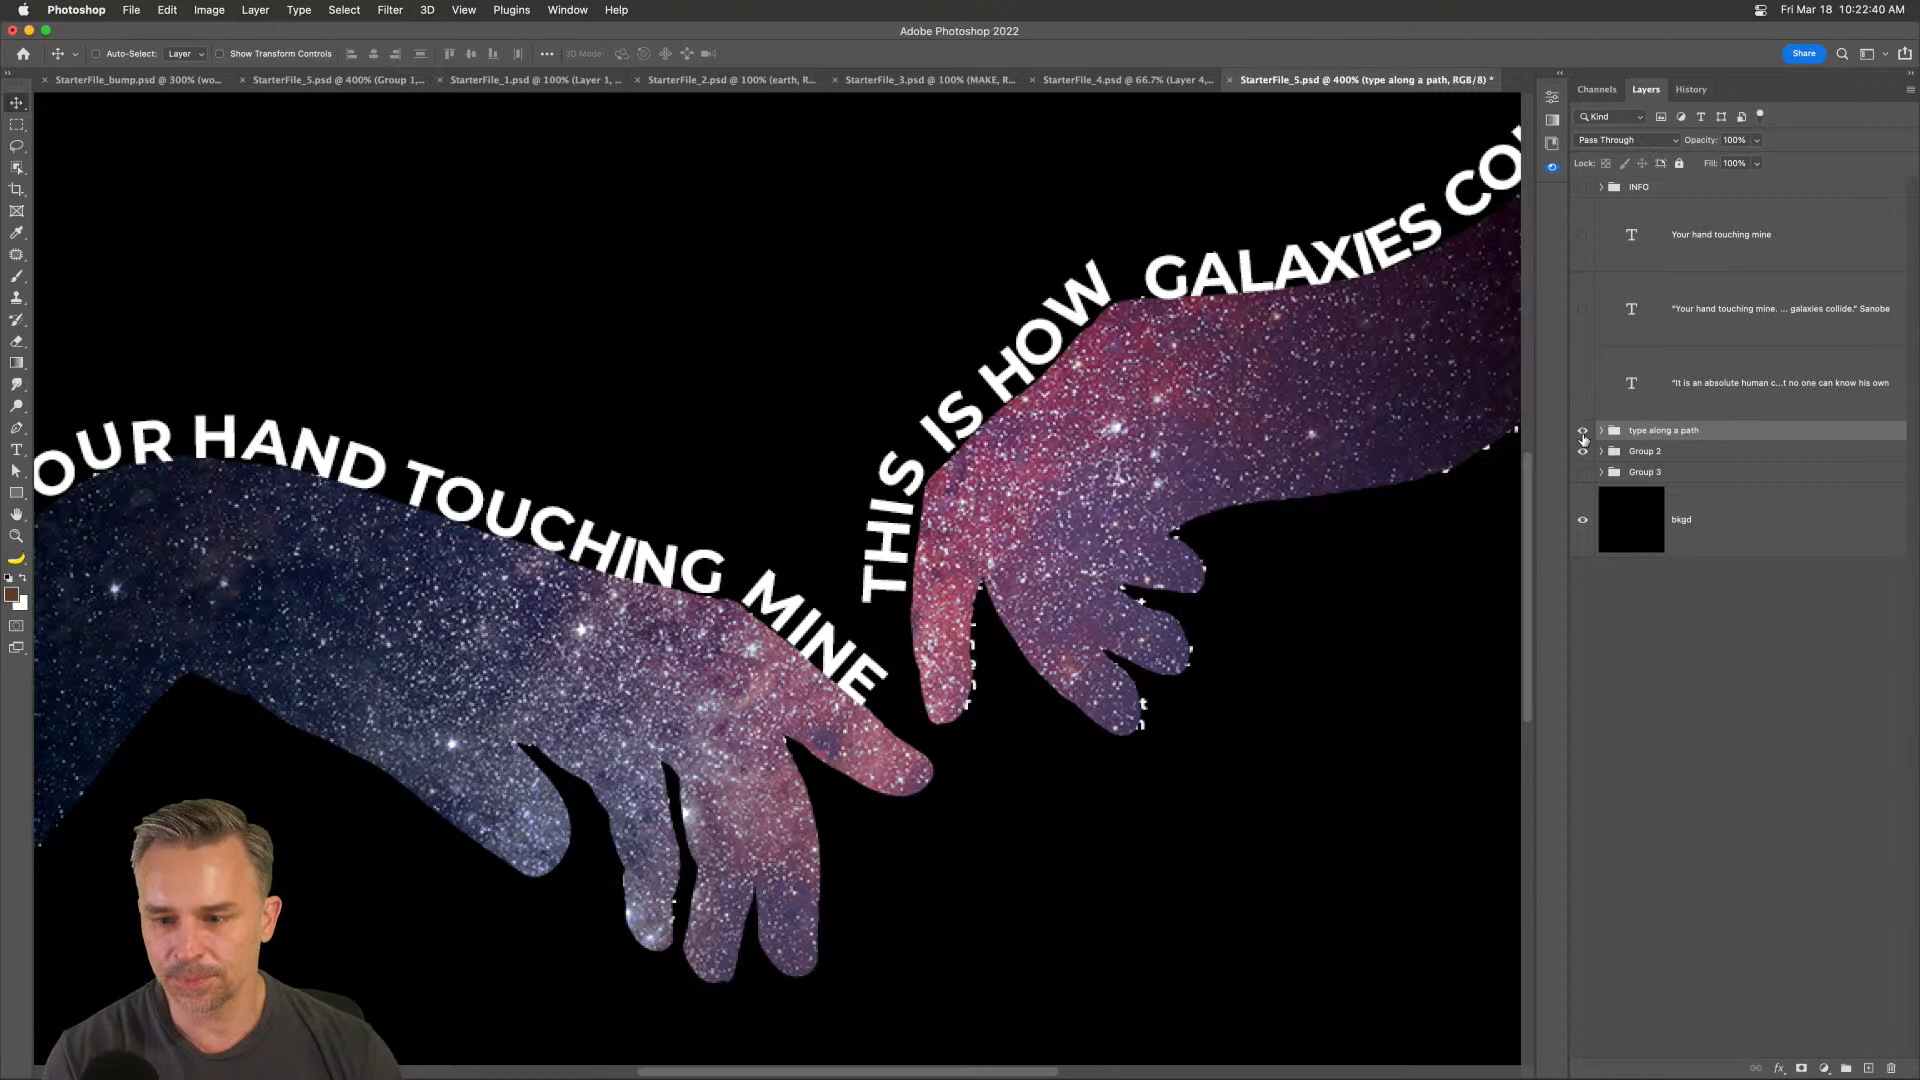 Photoshop File Edit Image Layer Type Select Filter 3D View Plugins Window Help Fri Mar 18 10:22:40 AM
Adobe Photoshop 2022
Auto-Select: Layer Show Transform Controls 3D Mode: Share
StarterFile_bump.psd @ 300% (wo... StarterFile_5.psd @ 400% (Group 1,... StarterFile_1.psd @ 100% (Layer 1, ... StarterFile_2.psd @ 100% (earth, R... StarterFile_3.psd @ 100% (MAKE, R... StarterFile_4.psd @ 66.7% (Layer 4,... StarterFile_5.psd @ 400% (type along a path, RGB/8) *
Channels Layers History
Kind
Pass Through Opacity: 100%
Lock: Fill: 100%
INFO
Your hand touching mine
“Your hand touching mine. ... galaxies collide.” Sanobe
“It is an absolute human c...t no one can know his own
type along a path
Group 2
Group 3
bkgd
OUR HAND TOUCHING MINE
THIS IS HOW GALAXIES COL